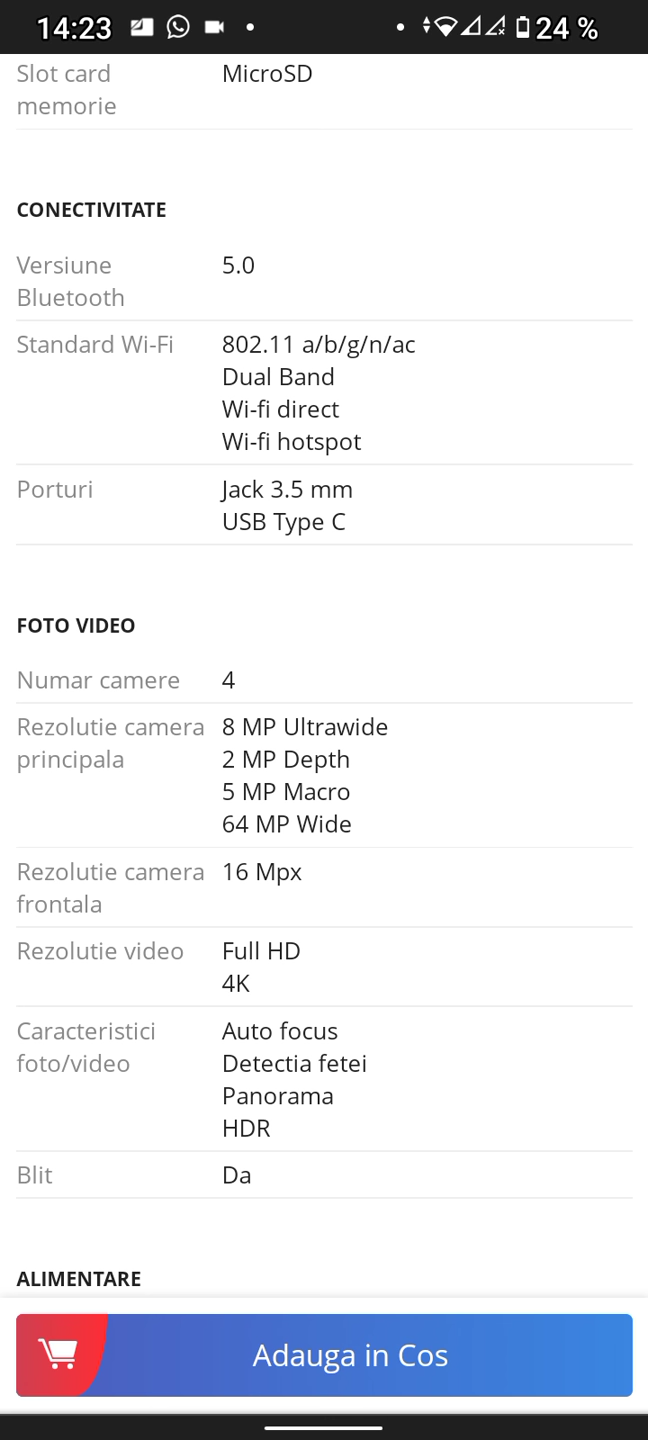 14:23
24 %
Slot card MicroSD
memorie
CONECTIVITATE
Versiune 5.0
Bluetooth
Standard Wi-Fi 802.11 a/b/g/n/ac
Dual Band
Wi-fi direct
Wi-fi hotspot
Porturi Jack 3.5 mm
USB Type C
FOTO VIDEO
Numar camere 4
Rezolutie camera 8 MP Ultrawide
principala 2 MP Depth
5 MP Macro
64 MP Wide
Rezolutie camera 16 Mpx
frontala
Rezolutie video Full HD
4K
Caracteristici Auto focus
foto/video Detectia fetei
Panorama
HDR
Blit Da
ALIMENTARE
Adauga in Cos